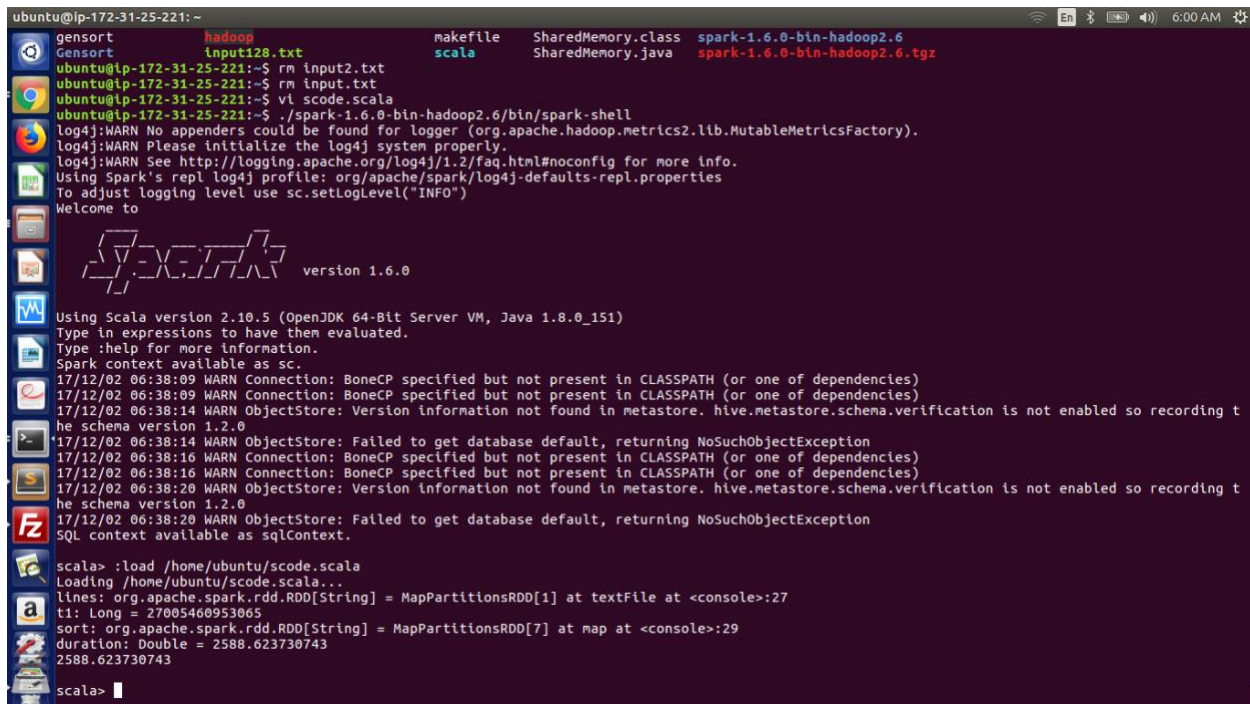 ubuntu@ip-172-31-25-221: ~ En 6:00 AM
gensort hadoop makefile SharedMemory.class spark-1.6.0-bin-hadoop2.6
Gensort input128.txt scala SharedMemory.java spark-1.6.0-bin-hadoop2.6.tgz
ubuntu@ip-172-31-25-221:~$ rm input2.txt
ubuntu@ip-172-31-25-221:~$ rm input.txt
ubuntu@ip-172-31-25-221:~$ vi scode.scala
ubuntu@ip-172-31-25-221:~$ ./spark-1.6.0-bin-hadoop2.6/bin/spark-shell
log4j:WARN No appenders could be found for logger (org.apache.hadoop.metrics2.lib.MutableMetricsFactory).
log4j:WARN Please initialize the log4j system properly.
log4j:WARN See http://logging.apache.org/log4j/1.2/faq.html#noconfig for more info.
Using Spark's repl log4j profile: org/apache/spark/log4j-defaults-repl.properties
To adjust logging level use sc.setLogLevel("INFO")
Welcome to
Spark version 1.6.0
Using Scala version 2.10.5 (OpenJDK 64-Bit Server VM, Java 1.8.0_151)
Type in expressions to have them evaluated.
Type :help for more information.
Spark context available as sc.
17/12/02 06:38:09 WARN Connection: BoneCP specified but not present in CLASSPATH (or one of dependencies)
17/12/02 06:38:09 WARN Connection: BoneCP specified but not present in CLASSPATH (or one of dependencies)
17/12/02 06:38:14 WARN ObjectStore: Version information not found in metastore. hive.metastore.schema.verification is not enabled so recording t
he schema version 1.2.0
17/12/02 06:38:14 WARN ObjectStore: Failed to get database default, returning NoSuchObjectException
17/12/02 06:38:16 WARN Connection: BoneCP specified but not present in CLASSPATH (or one of dependencies)
17/12/02 06:38:16 WARN Connection: BoneCP specified but not present in CLASSPATH (or one of dependencies)
17/12/02 06:38:20 WARN ObjectStore: Version information not found in metastore. hive.metastore.schema.verification is not enabled so recording t
he schema version 1.2.0
17/12/02 06:38:20 WARN ObjectStore: Failed to get database default, returning NoSuchObjectException
SQL context available as sqlContext.
scala> :load /home/ubuntu/scode.scala
Loading /home/ubuntu/scode.scala...
lines: org.apache.spark.rdd.RDD[String] = MapPartitionsRDD[1] at textFile at <console>:27
t1: Long = 27005460953065
sort: org.apache.spark.rdd.RDD[String] = MapPartitionsRDD[7] at map at <console>:29
duration: Double = 2588.623730743
2588.623730743
scala>